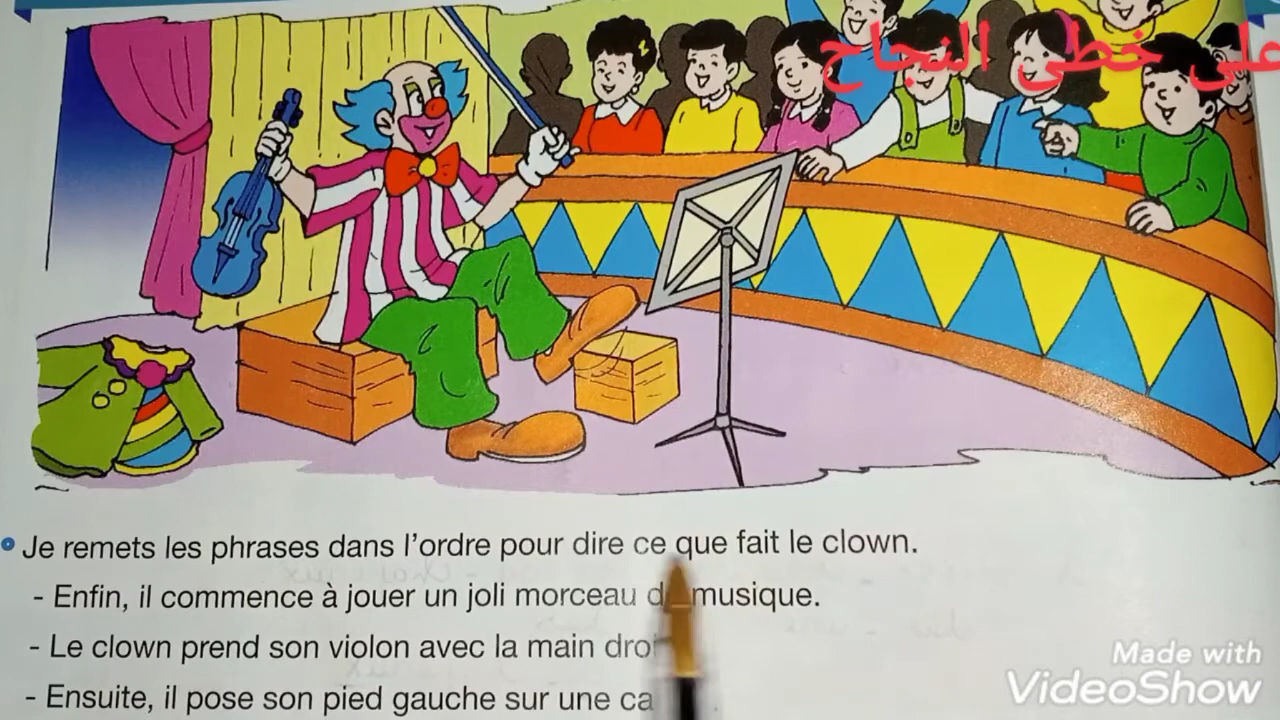 على خطى النجاح
Je remets les phrases dans l'ordre pour dire ce que fait le clown.
- Enfin, il commence à jouer un joli morceau musique.
- Le clown prend son violon avec la main
- Ensuite, il pose son pied gauche sur une
Made with
VideoShow